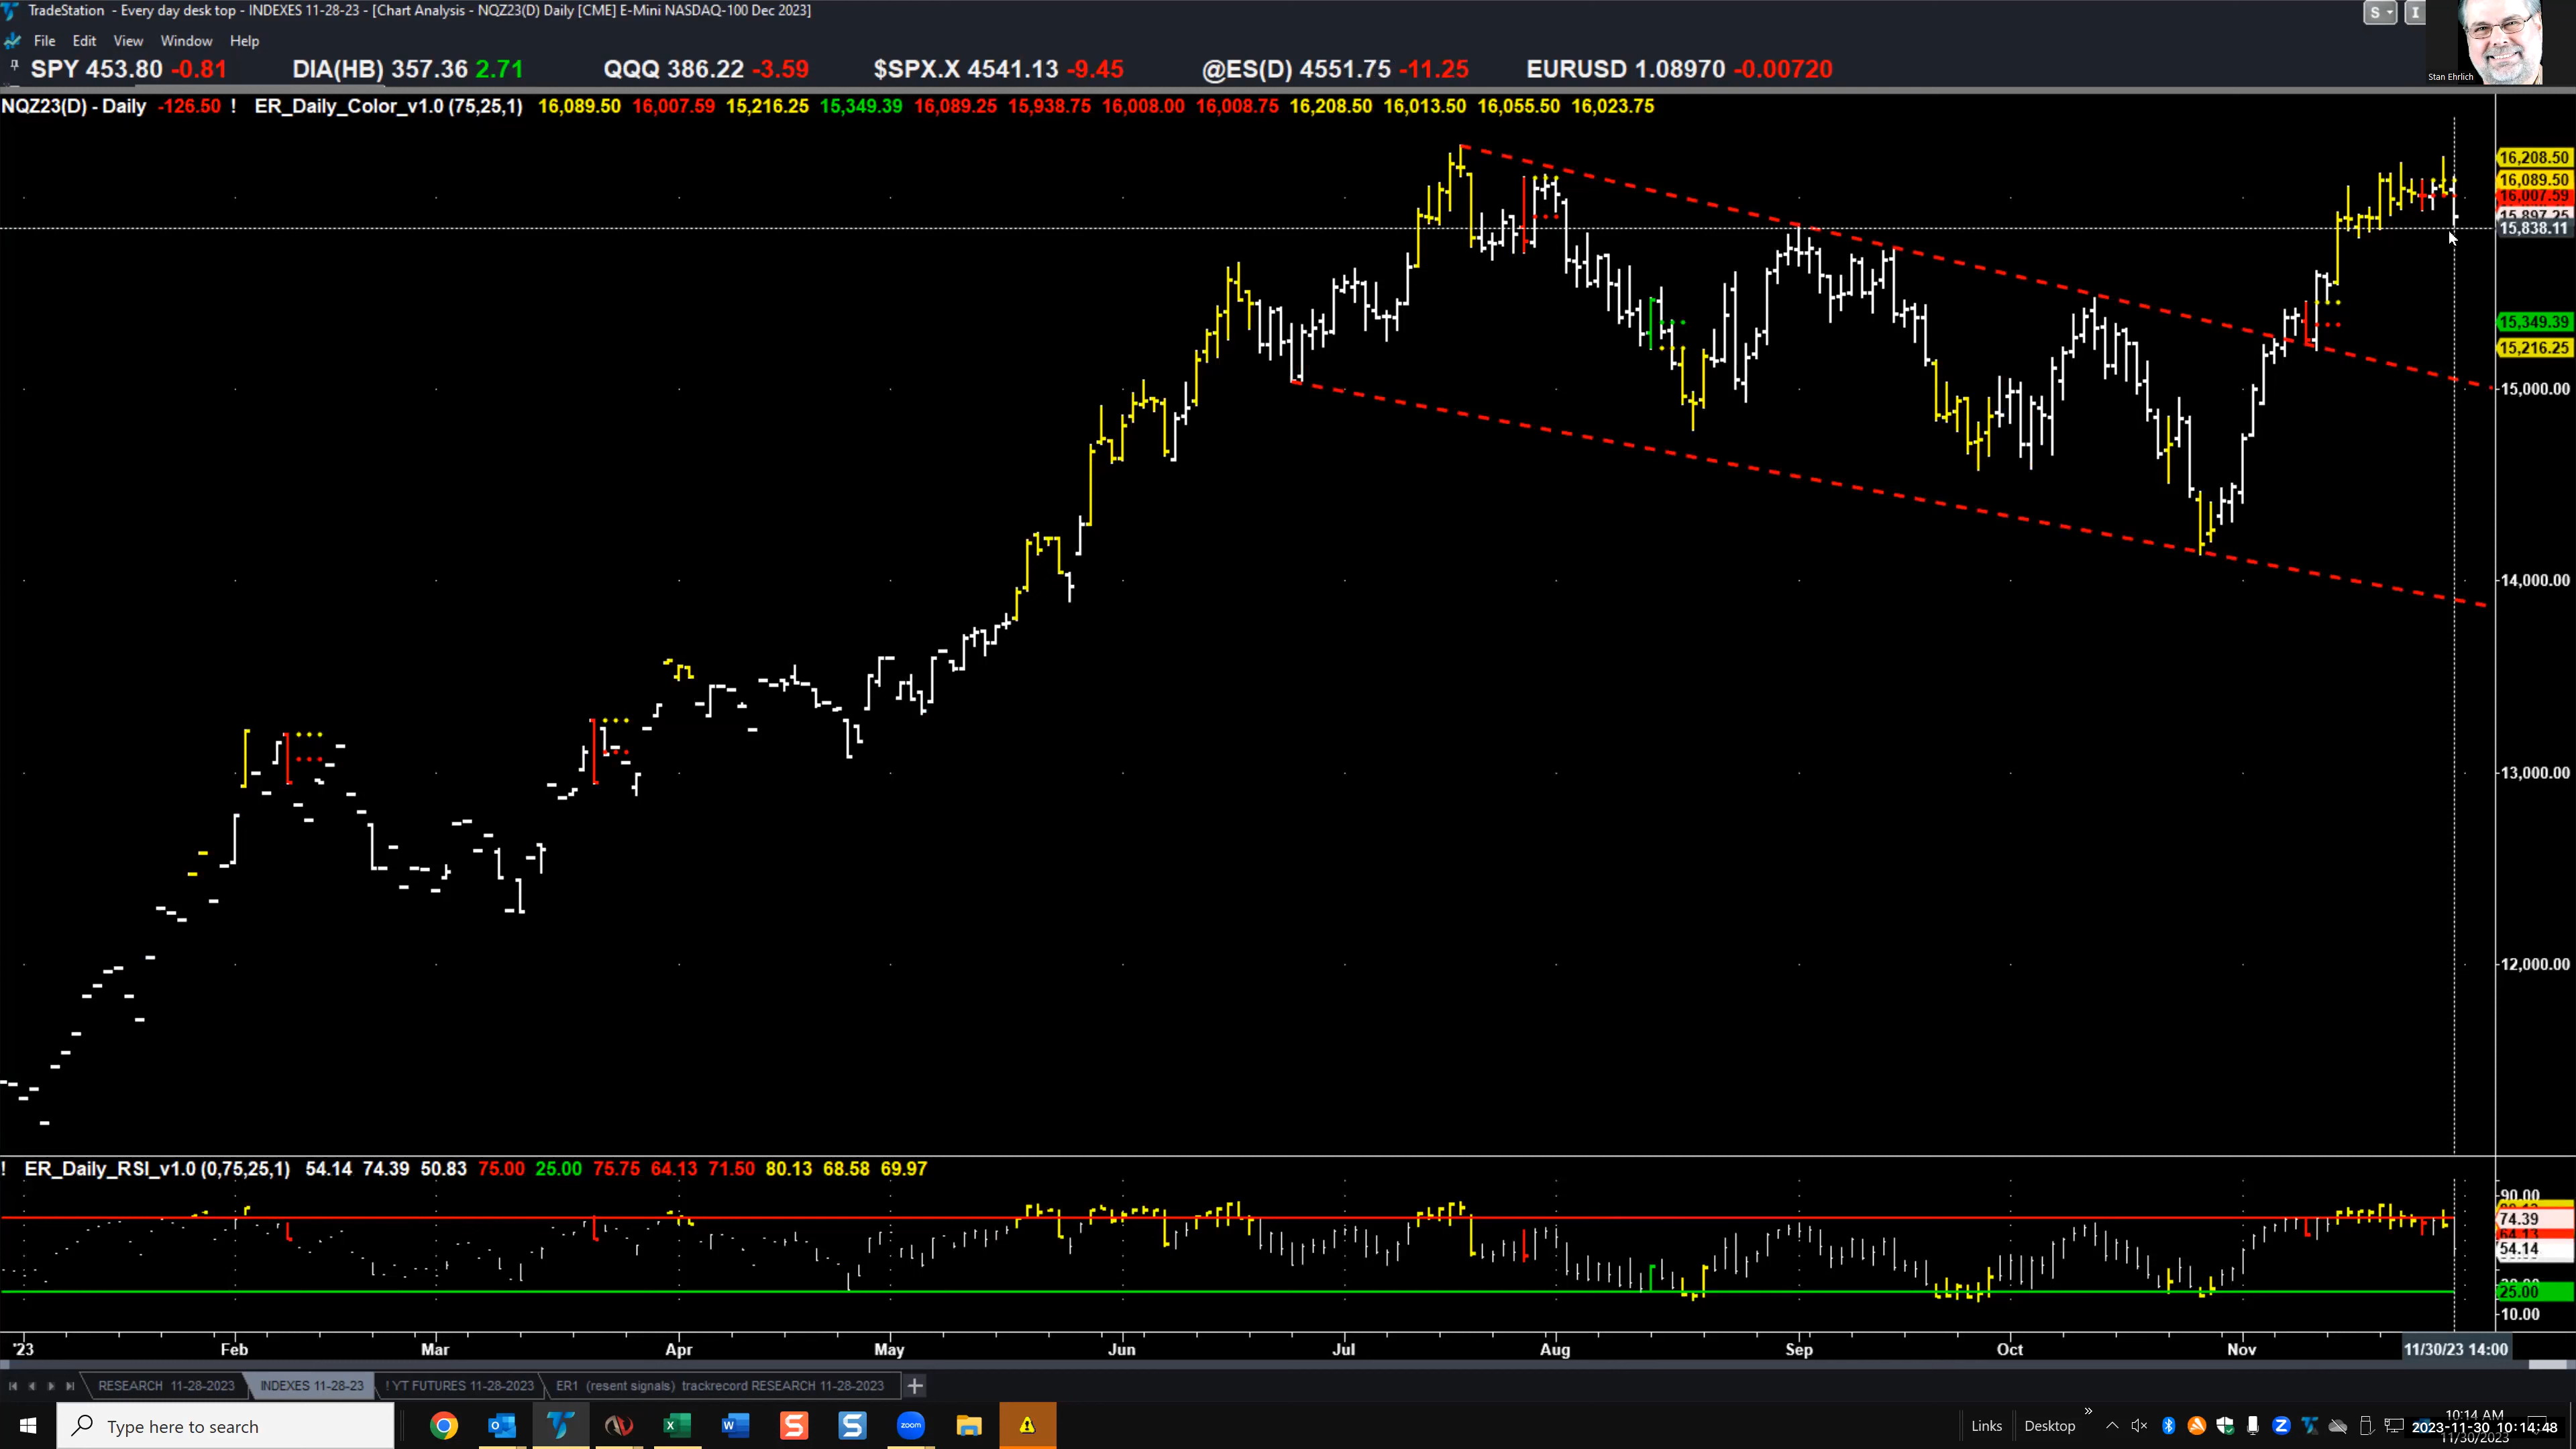 TradeStation - Every day desk top - INDEXES 11-28-23 - [Chart Analysis - NQZ23(D) Daily [CME] E-Mini NASDAQ-100 Dec 2023]
S I
File Edit View Window Help
Stan Ehrlich
SPY 453.80 -0.81 DIA(HB) 357.36 2.71 QQQ 386.22 -3.59 $SPX.X 4541.13 -9.45 @ES(D) 4551.75 -11.25 EURUSD 1.08970 -0.00720
NQZ23(D) - Daily -126.50 ! ER_Daily_Color_v1.0 (75,25,1) 16,089.50 16,007.59 15,216.25 15,349.39 16,089.25 15,938.75 16,008.00 16,008.75 16,208.50 16,013.50 16,055.50 16,023.75
16,208.50
16,089.50
16,007.59
15,897.25
15,838.11
15,349.39
15,216.25
15,000.00
14,000.00
13,000.00
12,000.00
! ER_Daily_RSI_v1.0 (0,75,25,1) 54.14 74.39 50.83 75.00 25.00 75.75 64.13 71.50 80.13 68.58 69.97
90.00
74.39
64.13
54.14
25.00
10.00
'23 Feb Mar Apr May Jun Jul Aug Sep Oct Nov 11/30/23 14:00
RESEARCH 11-28-2023 INDEXES 11-28-23 ! YT FUTURES 11-28-2023 ER1 (resent signals) trackrecord RESEARCH 11-28-2023 +
Type here to search
zoom
Links Desktop »
10:14 AM
2023-11-30 10:14:48
11/30/2023